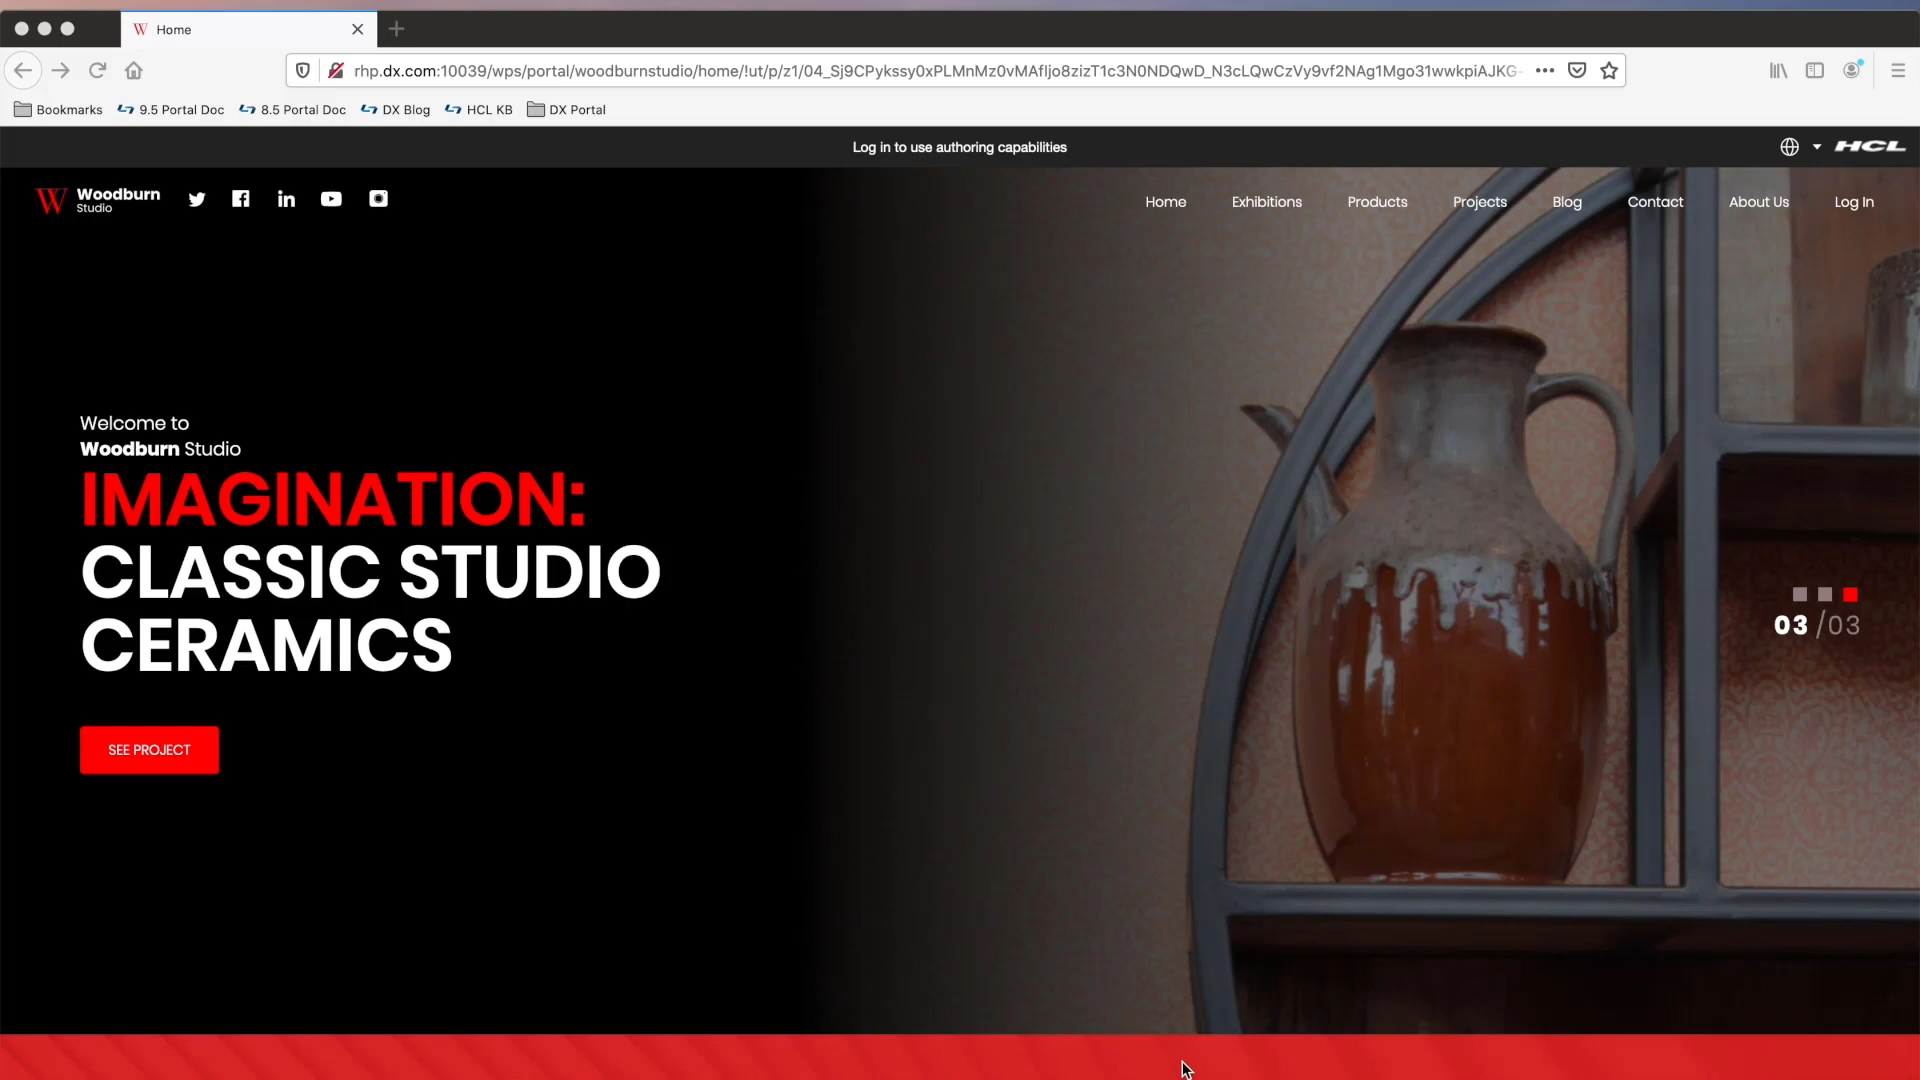 W Home
rhp.dx.com:10039/wps/portal/woodburnstudio/home/!ut/p/z1/04_Sj9CPykssy0xPLMnMz0vMAfIjo8zizT1c3N0NDQwD_N3cLQwCzVy9vf2NAg1Mgo31wwkpiAJKG-
Bookmarks 9.5 Portal Doc 8.5 Portal Doc DX Blog HCL KB DX Portal
Log in to use authoring capabilities
HCL
W Woodburn
Studio
Home Exhibitions Products Projects Blog Contact About Us Log In
Welcome to
Woodburn Studio
IMAGINATION:
CLASSIC STUDIO
CERAMICS
03 /03
SEE PROJECT